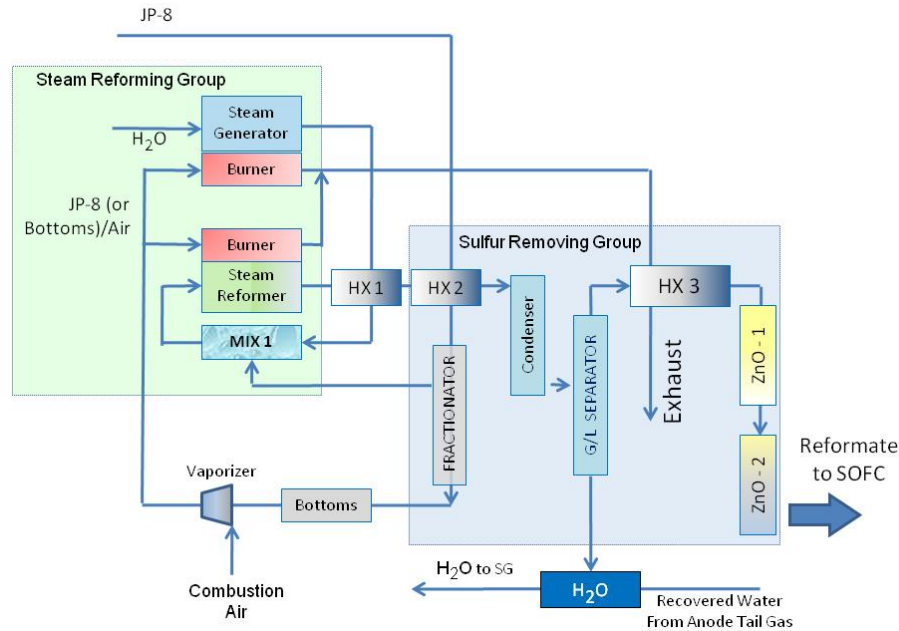 JP-8
Steam Reforming Group
Steam
Generator
H2O
Burner
JP-8 (or
Bottoms)/Air
Burner
Steam
Reformer
MIX 1
HX 1
HX 2
Sulfur Removing Group
Condenser
G/L SEPARATOR
HX 3
Exhaust
ZnO - 1
ZnO - 2
FRACTIONATOR
Reformate
to SOFC
Vaporizer
Bottoms
Combustion
Air
H2O to SG
H2O
Recovered Water
From Anode Tail Gas